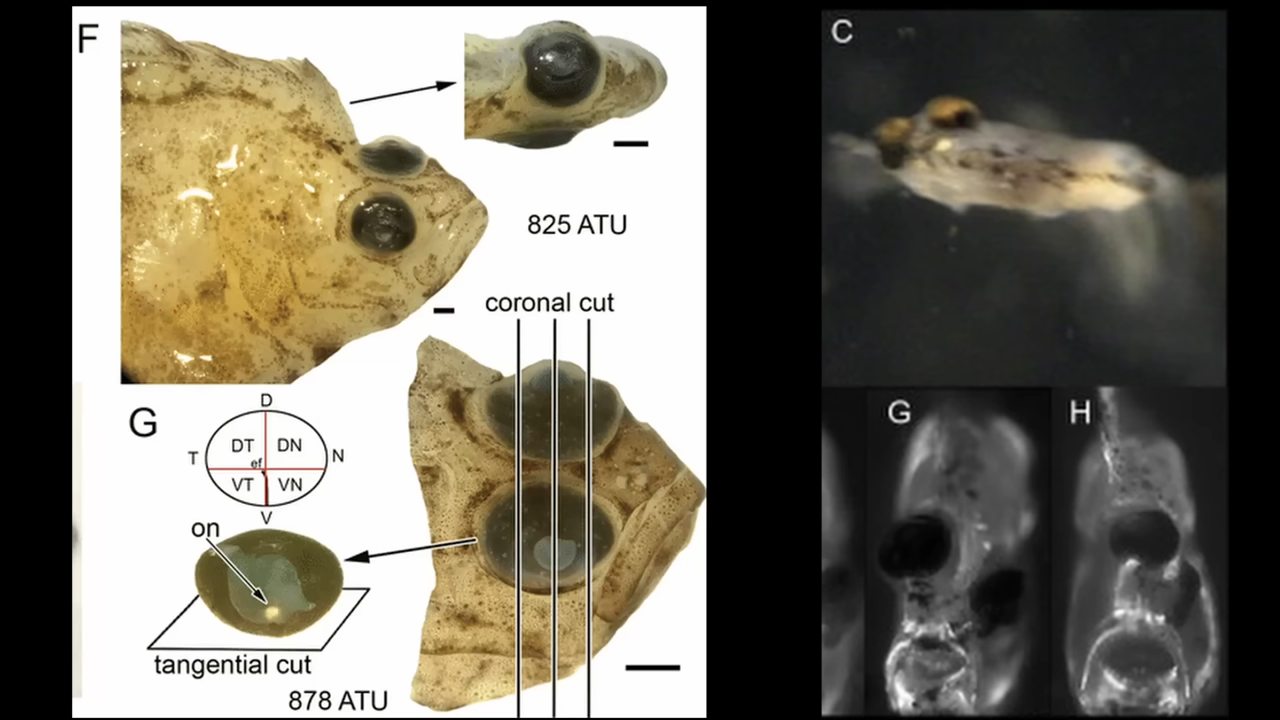 F
825 ATU
coronal cut
G
D
DT DN
T
ef
N
VT VN
V
on
tangential cut
878 ATU
C
G
H